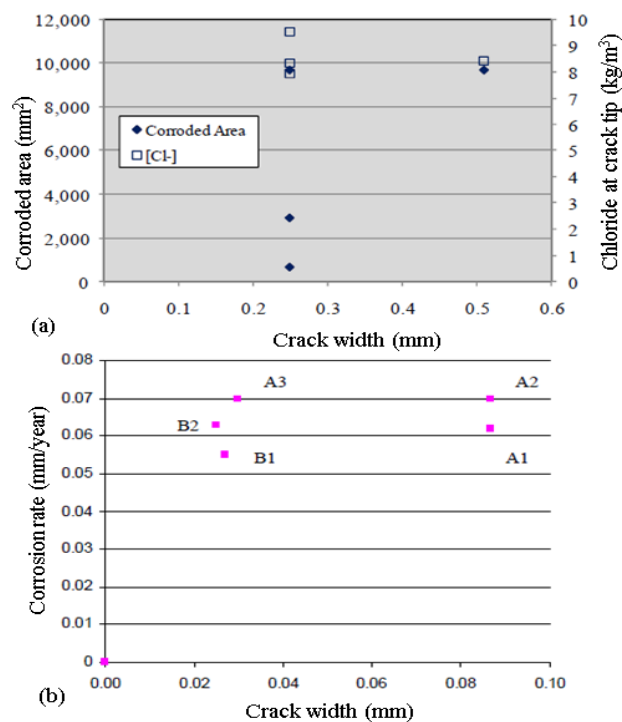 12,000
10,000
8,000
6,000
4,000
2,000
0
Corroded area (mm²)
10
9
8
7
6
5
4
3
2
1
0
Chloride at crack tip (kg/m³)
Corroded Area
[Cl-]
0 0.1 0.2 0.3 0.4 0.5 0.6
(a)
Crack width (mm)
0.08
0.07
0.06
0.05
0.04
0.03
0.02
0.01
0
Corrosion rate (mm/year)
A3 A2
B2
B1 A1
0.00 0.02 0.04 0.06 0.08 0.10
(b)
Crack width (mm)